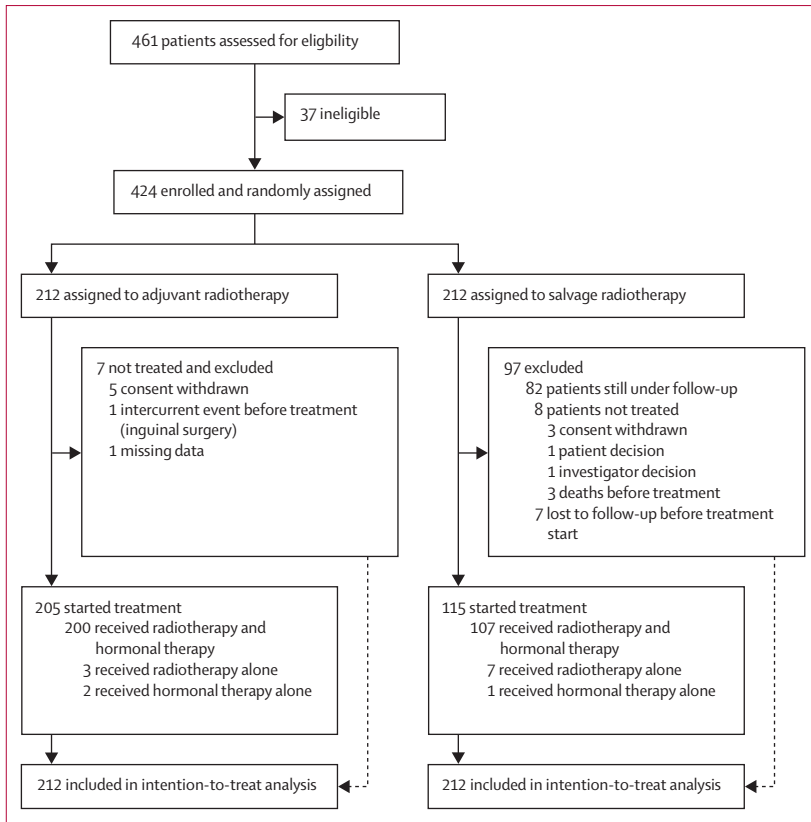 461 patients assessed for eligbility
37 ineligible
424 enrolled and randomly assigned
212 assigned to adjuvant radiotherapy
212 assigned to salvage radiotherapy
7 not treated and excluded
5 consent withdrawn
1 intercurrent event before treatment
(inguinal surgery)
1 missing data
97 excluded
82 patients still under follow-up
8 patients not treated
3 consent withdrawn
1 patient decision
1 investigator decision
3 deaths before treatment
7 lost to follow-up before treatment
start
205 started treatment
200 received radiotherapy and
hormonal therapy
3 received radiotherapy alone
2 received hormonal therapy alone
115 started treatment
107 received radiotherapy and
hormonal therapy
7 received radiotherapy alone
1 received hormonal therapy alone
212 included in intention-to-treat analysis
212 included in intention-to-treat analysis